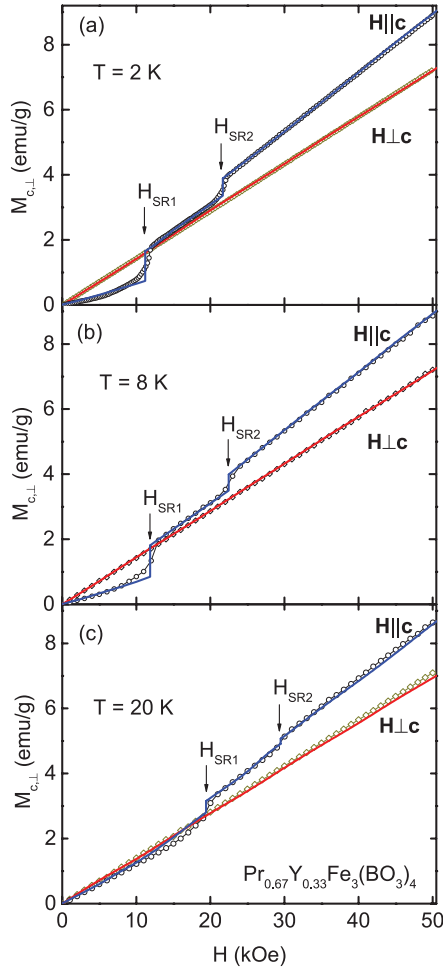 (a)
H||c
T = 2 K
H⊥c
H_SR2
H_SR1
M_c,⊥ (emu/g)
8
6
4
2
0
(b)
H||c
T = 8 K
H⊥c
H_SR2
H_SR1
M_c,⊥ (emu/g)
8
6
4
2
0
(c)
H||c
T = 20 K
H_SR2
H⊥c
H_SR1
M_c,⊥ (emu/g)
8
6
4
2
0
Pr0.67Y0.33Fe3(BO3)4
0 10 20 30 40 50
H (kOe)